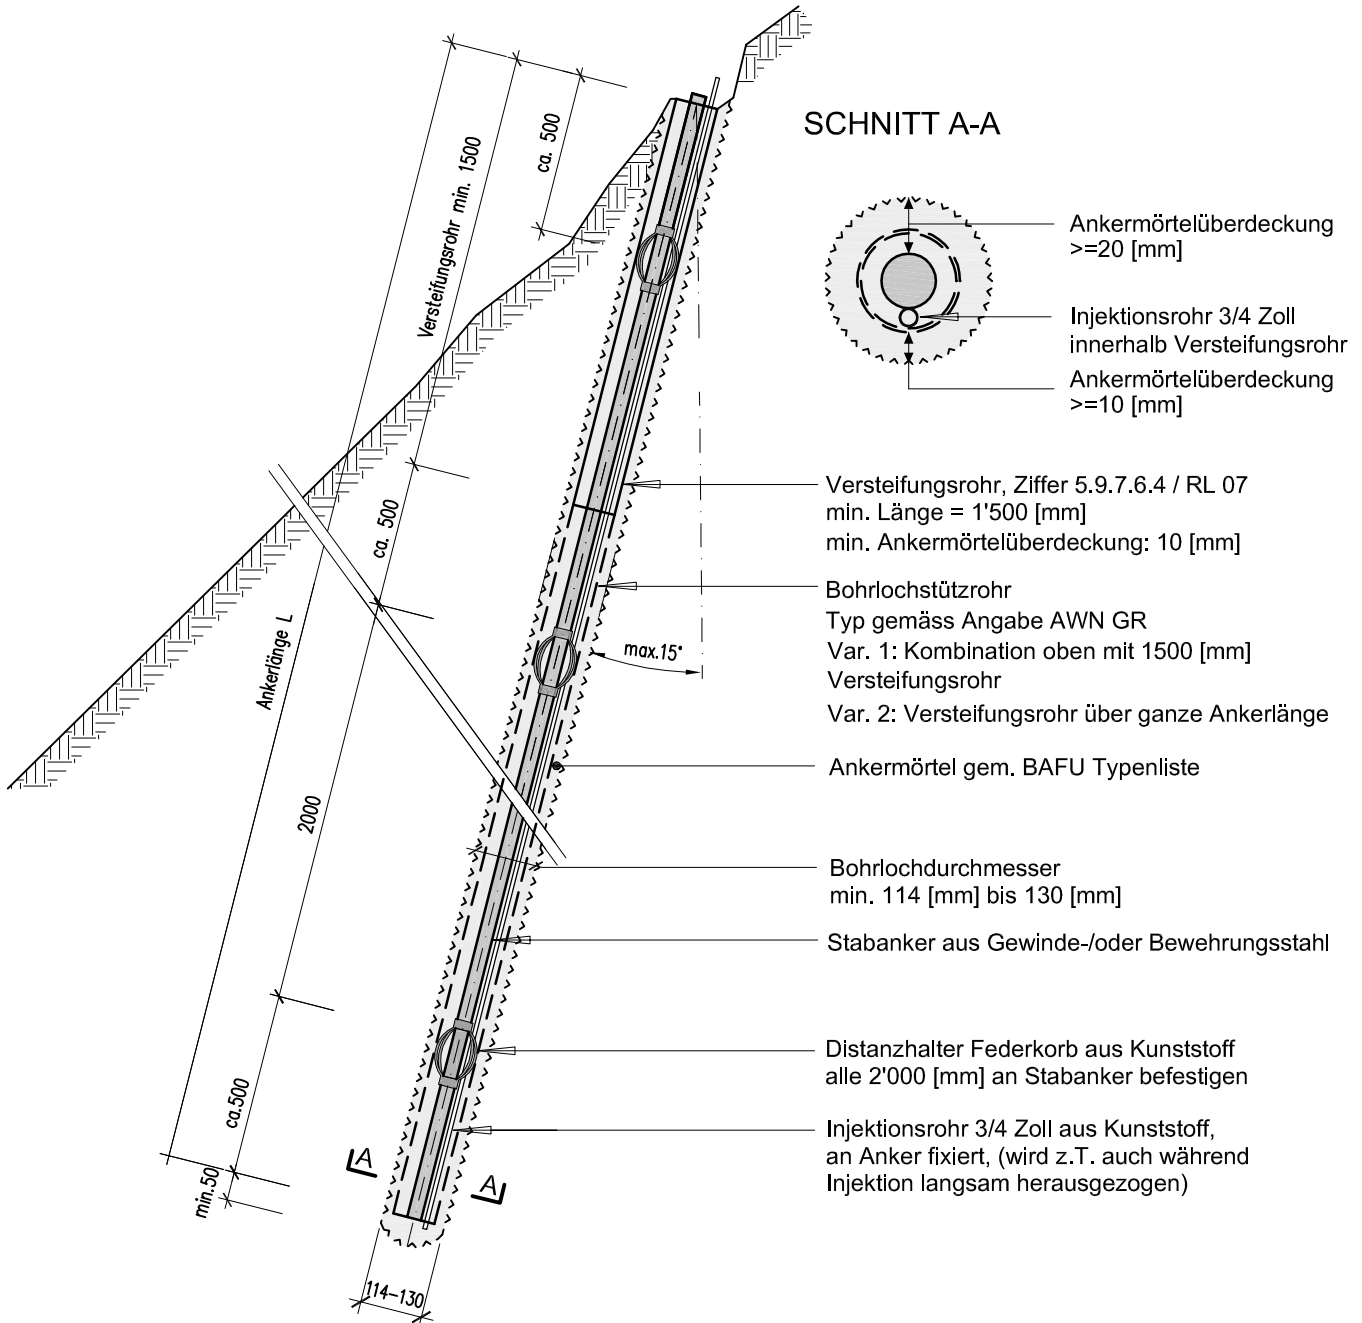 SCHNITT A-A
Ankermörtelüberdeckung
>=20 [mm]
Injektionsrohr 3/4 Zoll
innerhalb Versteifungsrohr
Ankermörtelüberdeckung
>=10 [mm]
Versteifungsrohr, Ziffer 5.9.7.6.4 / RL 07
min. Länge = 1'500 [mm]
min. Ankermörtelüberdeckung: 10 [mm]
Bohrlochstützrohr
Typ gemäss Angabe AWN GR
Var. 1: Kombination oben mit 1500 [mm]
Versteifungsrohr
Var. 2: Versteifungsrohr über ganze Ankerlänge
Ankermörtel gem. BAFU Typenliste
Bohrlochdurchmesser
min. 114 [mm] bis 130 [mm]
Stabanker aus Gewinde-/oder Bewehrungsstahl
Distanzhalter Federkorb aus Kunststoff
alle 2'000 [mm] an Stabanker befestigen
Injektionsrohr 3/4 Zoll aus Kunststoff,
an Anker fixiert, (wird z.T. auch während
Injektion langsam herausgezogen)
ca. 500
Versteifungsrohr min. 1500
ca. 500
Ankerlänge L
max.15°
2000
ca.500
min.50
A
A
114-130